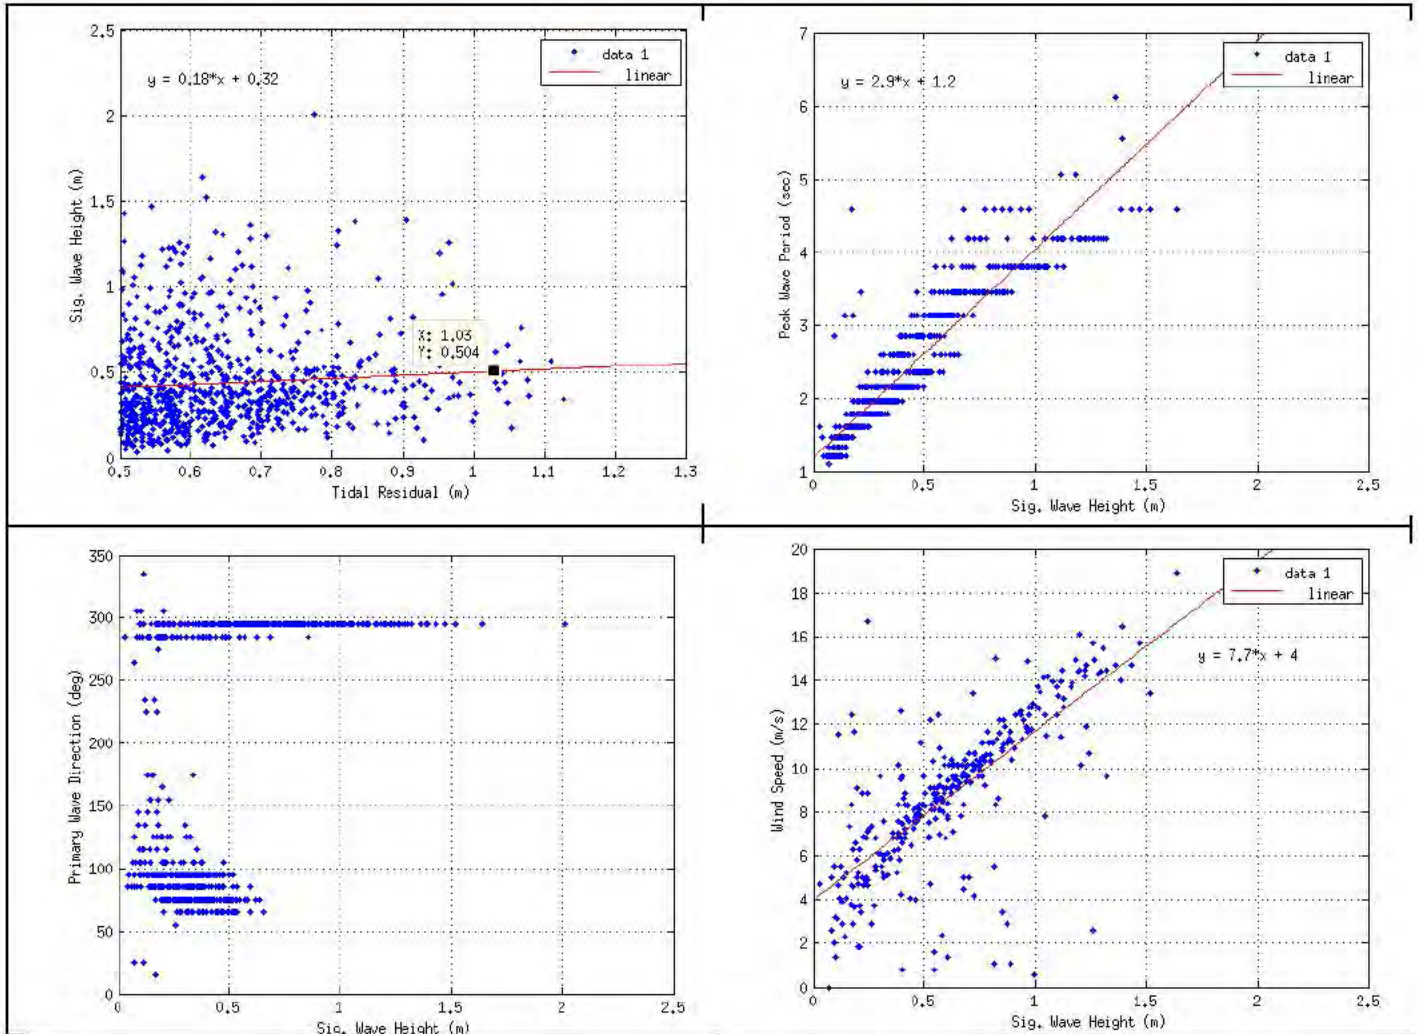 2.5
2
1.5
1
0.5
0
Sig. Wave Height (m)
y = 0.18*x + 0.32
data 1
linear
X: 1.03
Y: 0.504
0.5 0.6 0.7 0.8 0.9 1 1.1 1.2 1.3
Tidal Residual (m)
7
6
5
4
3
2
1
Peak Wave Period (sec)
y = 2.9*x + 1.2
data 1
linear
0 0.5 1 1.5 2 2.5
Sig. Wave Height (m)
350
300
250
200
150
100
50
0
Primary Wave Direction (deg)
0 0.5 1 1.5 2 2.5
Sig. Wave Height (m)
20
18
16
14
12
10
8
6
4
2
0
Wind Speed (m/s)
data 1
linear
y = 7.7*x + 4
0 0.5 1 1.5 2 2.5
Sig. Wave Height (m)